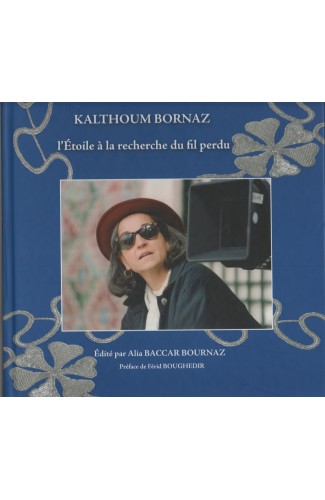 KALTHOUM BORNAZ
l'Étoile à la recherche du fil perdu
Édité par Alia BACCAR BOURNAZ
Préface de Férid BOUGHEDIR